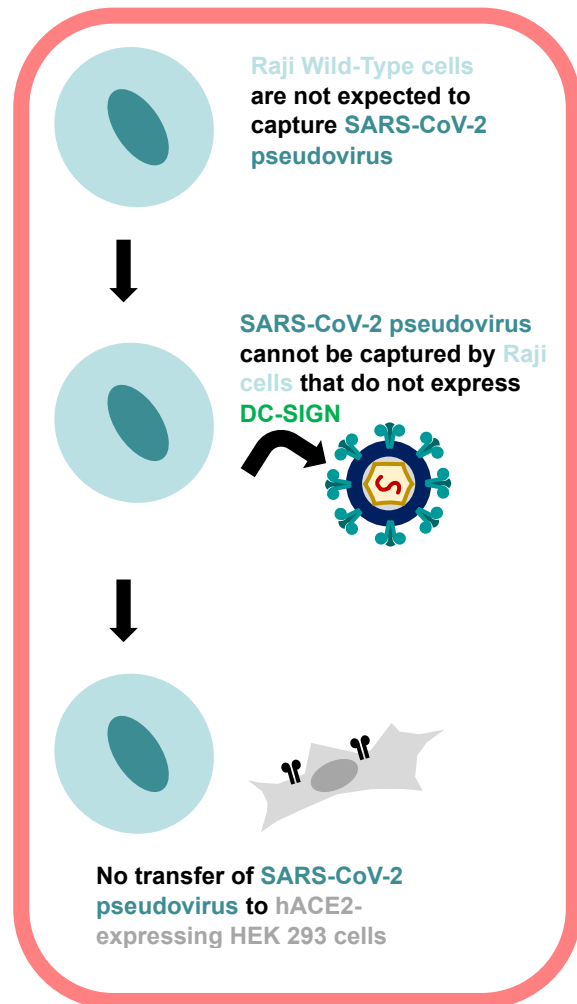 Raji Wild-Type cells
are not expected to
capture SARS-CoV-2
pseudovirus
SARS-CoV-2 pseudovirus
cannot be captured by Raji
cells that do not express
DC-SIGN
No transfer of SARS-CoV-2
pseudovirus to hACE2-
expressing HEK 293 cells